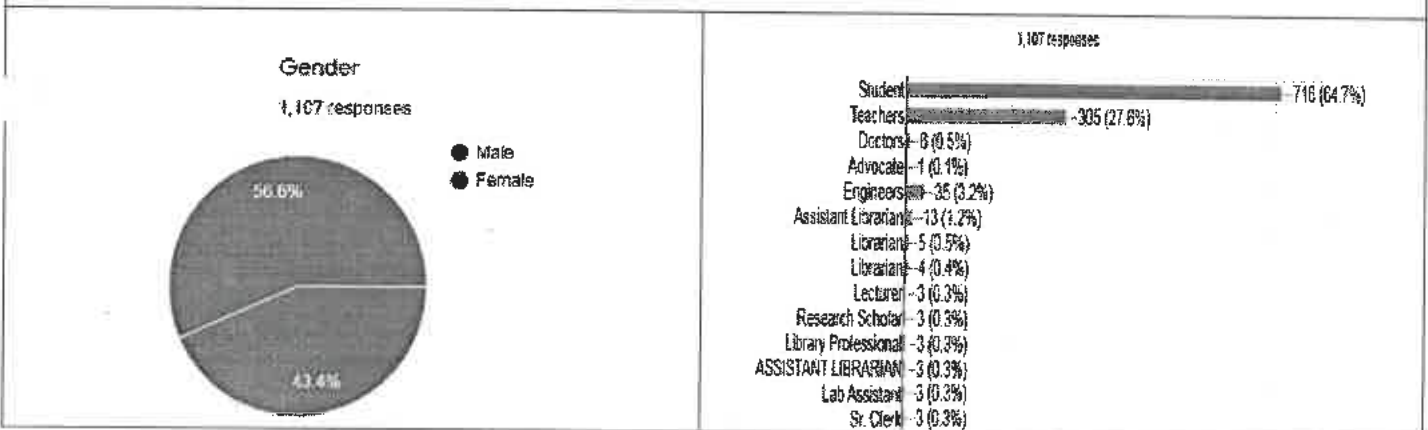 Gender
1,107 responses
Male
Female
56.6%
43.4%
1,107 responses
Student 716 (64.7%)
Teachers 305 (27.6%)
Doctors 6 (0.5%)
Advocate 1 (0.1%)
Engineers 35 (3.2%)
Assistant Librarian 13 (1.2%)
Librarian 5 (0.5%)
Librarian 4 (0.4%)
Lecturer 3 (0.3%)
Research Scholar 3 (0.3%)
Library Professional 3 (0.3%)
ASSISTANT LIBRARIAN 3 (0.3%)
Lab Assistant 3 (0.3%)
Sr. Clerk 3 (0.3%)